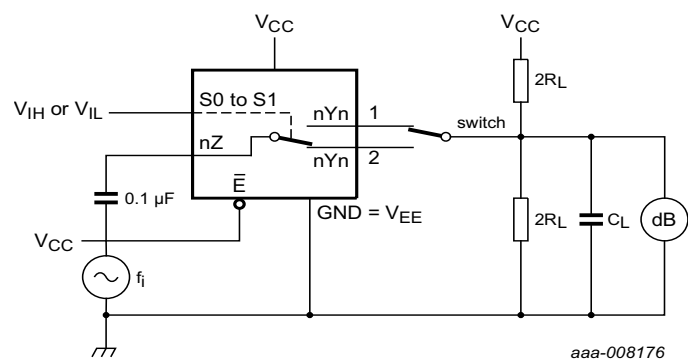 VCC
VCC
S0 to S1
nYn
1
2RL
VIH or VIL
switch
nZ
nYn
2
E̅
0.1 µF
GND = VEE
2RL
CL
dB
VCC
fi
aaa-008176